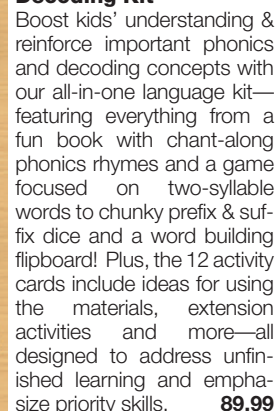 Decoding Kit
Boost kids' understanding &
reinforce important phonics
and decoding concepts with
our all-in-one language kit—
featuring everything from a
fun book with chant-along
phonics rhymes and a game
focused on two-syllable
words to chunky prefix & suf-
fix dice and a word building
flipboard! Plus, the 12 activity
cards include ideas for using
the materials, extension
activities and more—all
designed to address unfin-
ished learning and empha-
size priority skills. 89.99